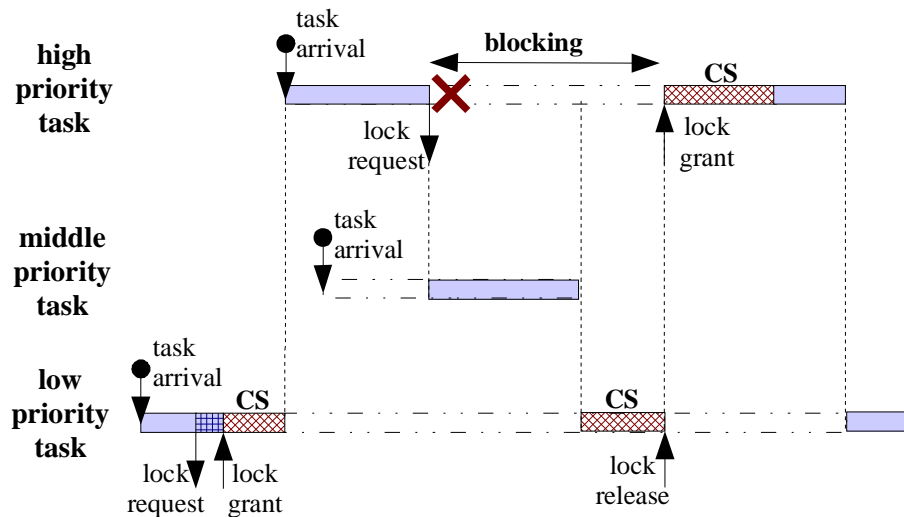 high
priority
task
task
arrival
blocking
CS
lock
request
lock
grant
middle
priority
task
task
arrival
low
priority
task
task
arrival
CS
CS
lock
request
lock
grant
lock
release